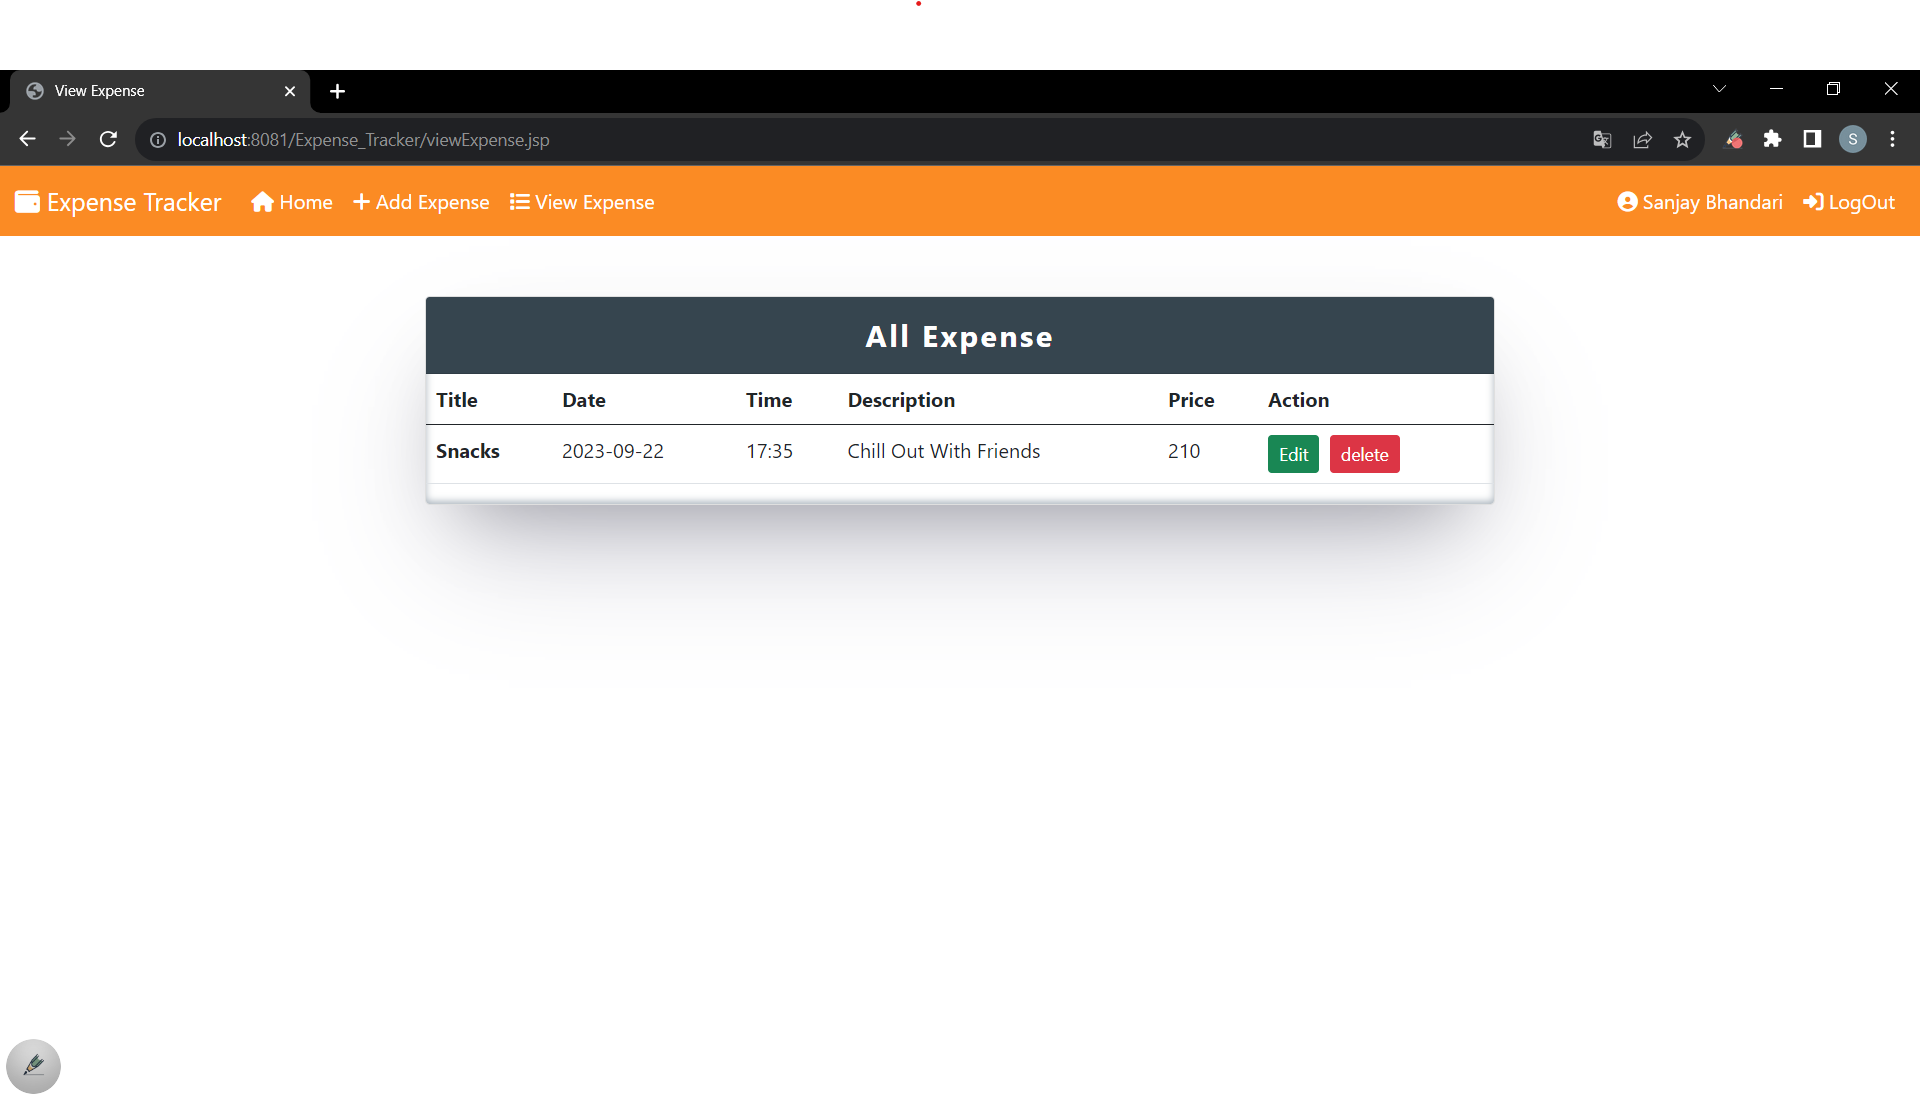 View Expense
localhost:8081/Expense_Tracker/viewExpense.jsp
S
Expense Tracker Home Add Expense View Expense Sanjay Bhandari LogOut
All Expense
Title Date Time Description Price Action
Snacks 2023-09-22 17:35 Chill Out With Friends 210 Edit delete